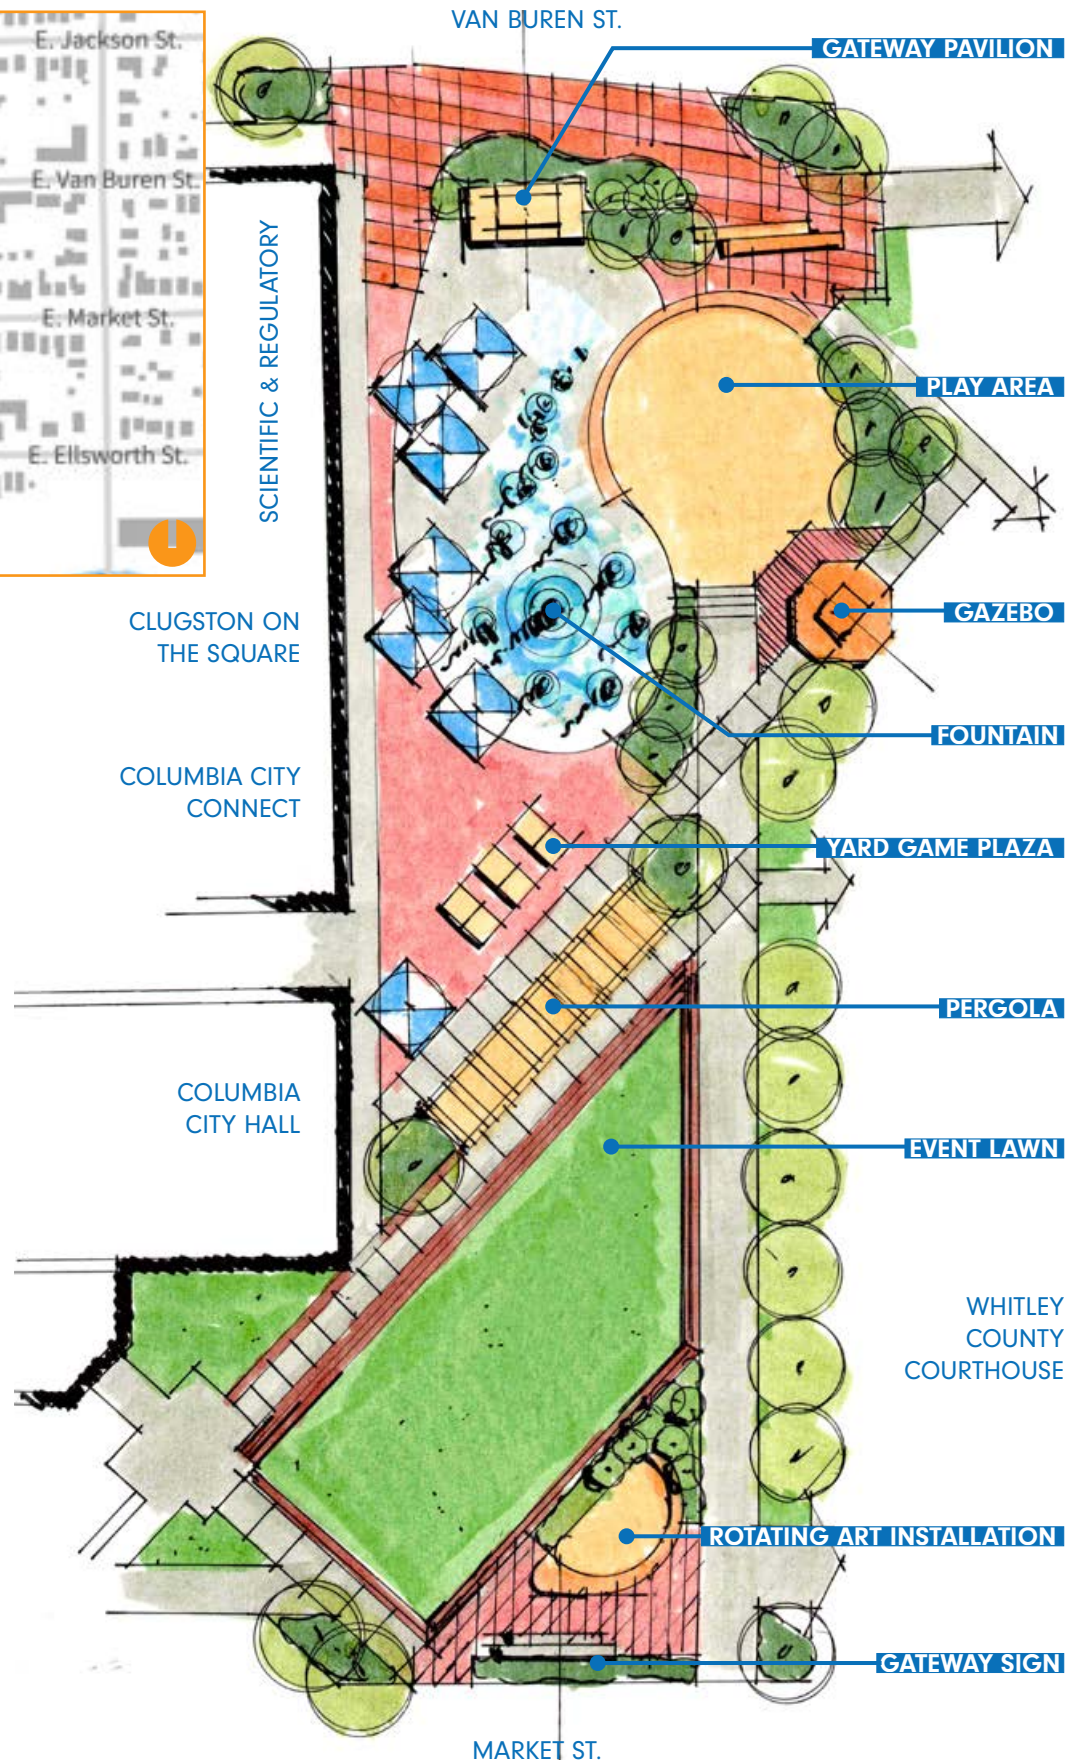 VAN BUREN ST.
E. Jackson St.
GATEWAY PAVILION
E. Van Buren St.
SCIENTIFIC & REGULATORY
E. Market St.
PLAY AREA
E. Ellsworth St.
GAZEBO
CLUGSTON ON
THE SQUARE
FOUNTAIN
COLUMBIA CITY
CONNECT
YARD GAME PLAZA
PERGOLA
COLUMBIA
CITY HALL
EVENT LAWN
WHITLEY
COUNTY
COURTHOUSE
ROTATING ART INSTALLATION
GATEWAY SIGN
MARKET ST.